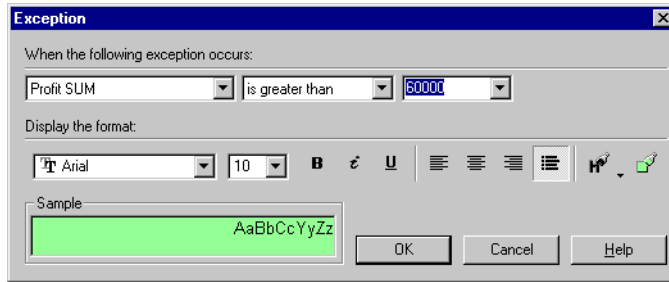 Exception
When the following exception occurs:
Profit SUM is greater than 60000
Display the format:
Arial 10 B i U H
Sample
AaBbCcYyZz
OK Cancel Help